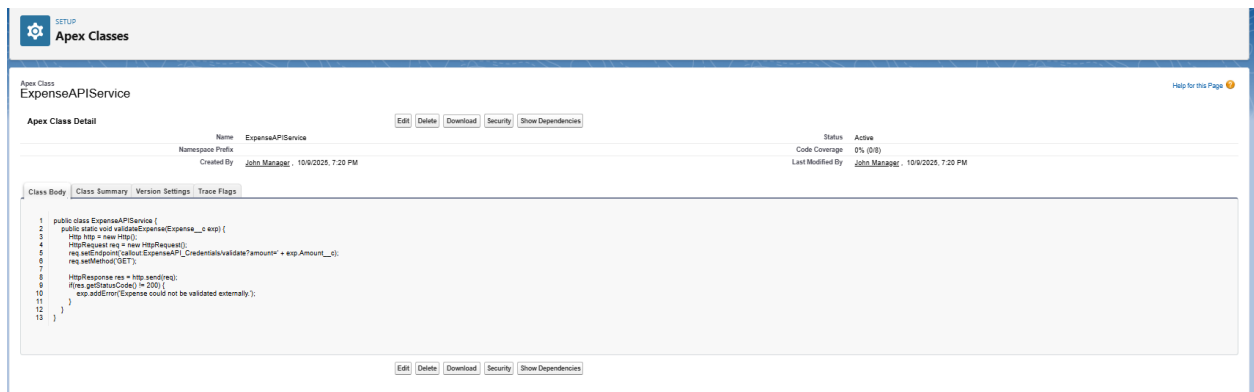 SETUP
Apex Classes
Apex Class
ExpenseAPIService
Help for this Page
Apex Class Detail
Edit Delete Download Security Show Dependencies
Name ExpenseAPIService Status Active
Namespace Prefix Code Coverage 0% (0/8)
Created By John Manager , 10/9/2025, 7:20 PM Last Modified By John Manager , 10/9/2025, 7:20 PM
Class Body Class Summary Version Settings Trace Flags
1 public class ExpenseAPIService {
2 public static void validateExpense(Expense__c exp) {
3 Http http = new Http();
4 HttpRequest req = new HttpRequest();
5 req.setEndpoint('callout:ExpenseAPI_Credentials/validate?amount=' + exp.Amount__c);
6 req.setMethod('GET');
7
8 HttpResponse res = http.send(req);
9 if(res.getStatusCode() != 200) {
10 exp.addError('Expense could not be validated externally.');
11 }
12 }
13 }
Edit Delete Download Security Show Dependencies